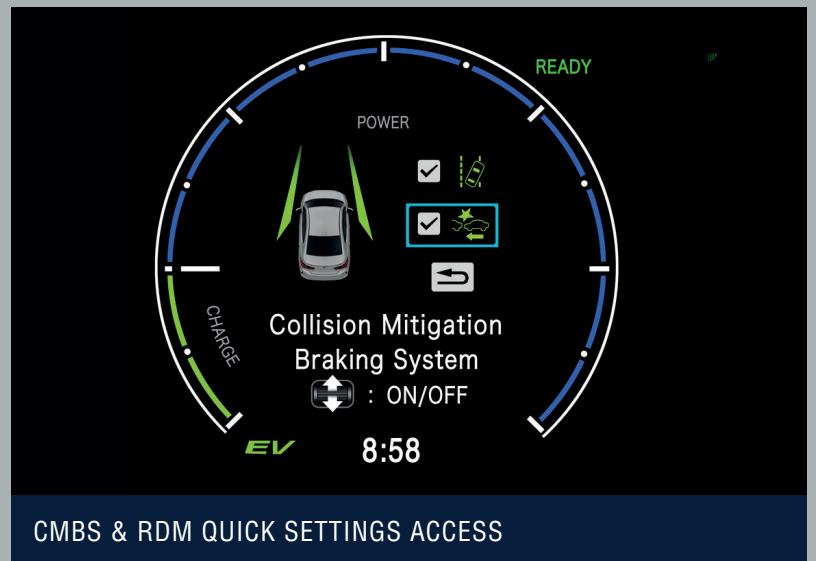 READY
POWER
CHARGE
Collision Mitigation
Braking System
: ON/OFF
EV
8:58
CMBS & RDM QUICK SETTINGS ACCESS